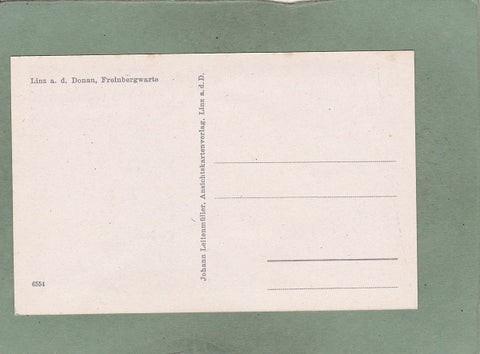 Linz a. d. Donau, Freinbergwarte
Johann Leitenmüller, Ansichtskartenverlag, Linz a.d.D.
6554